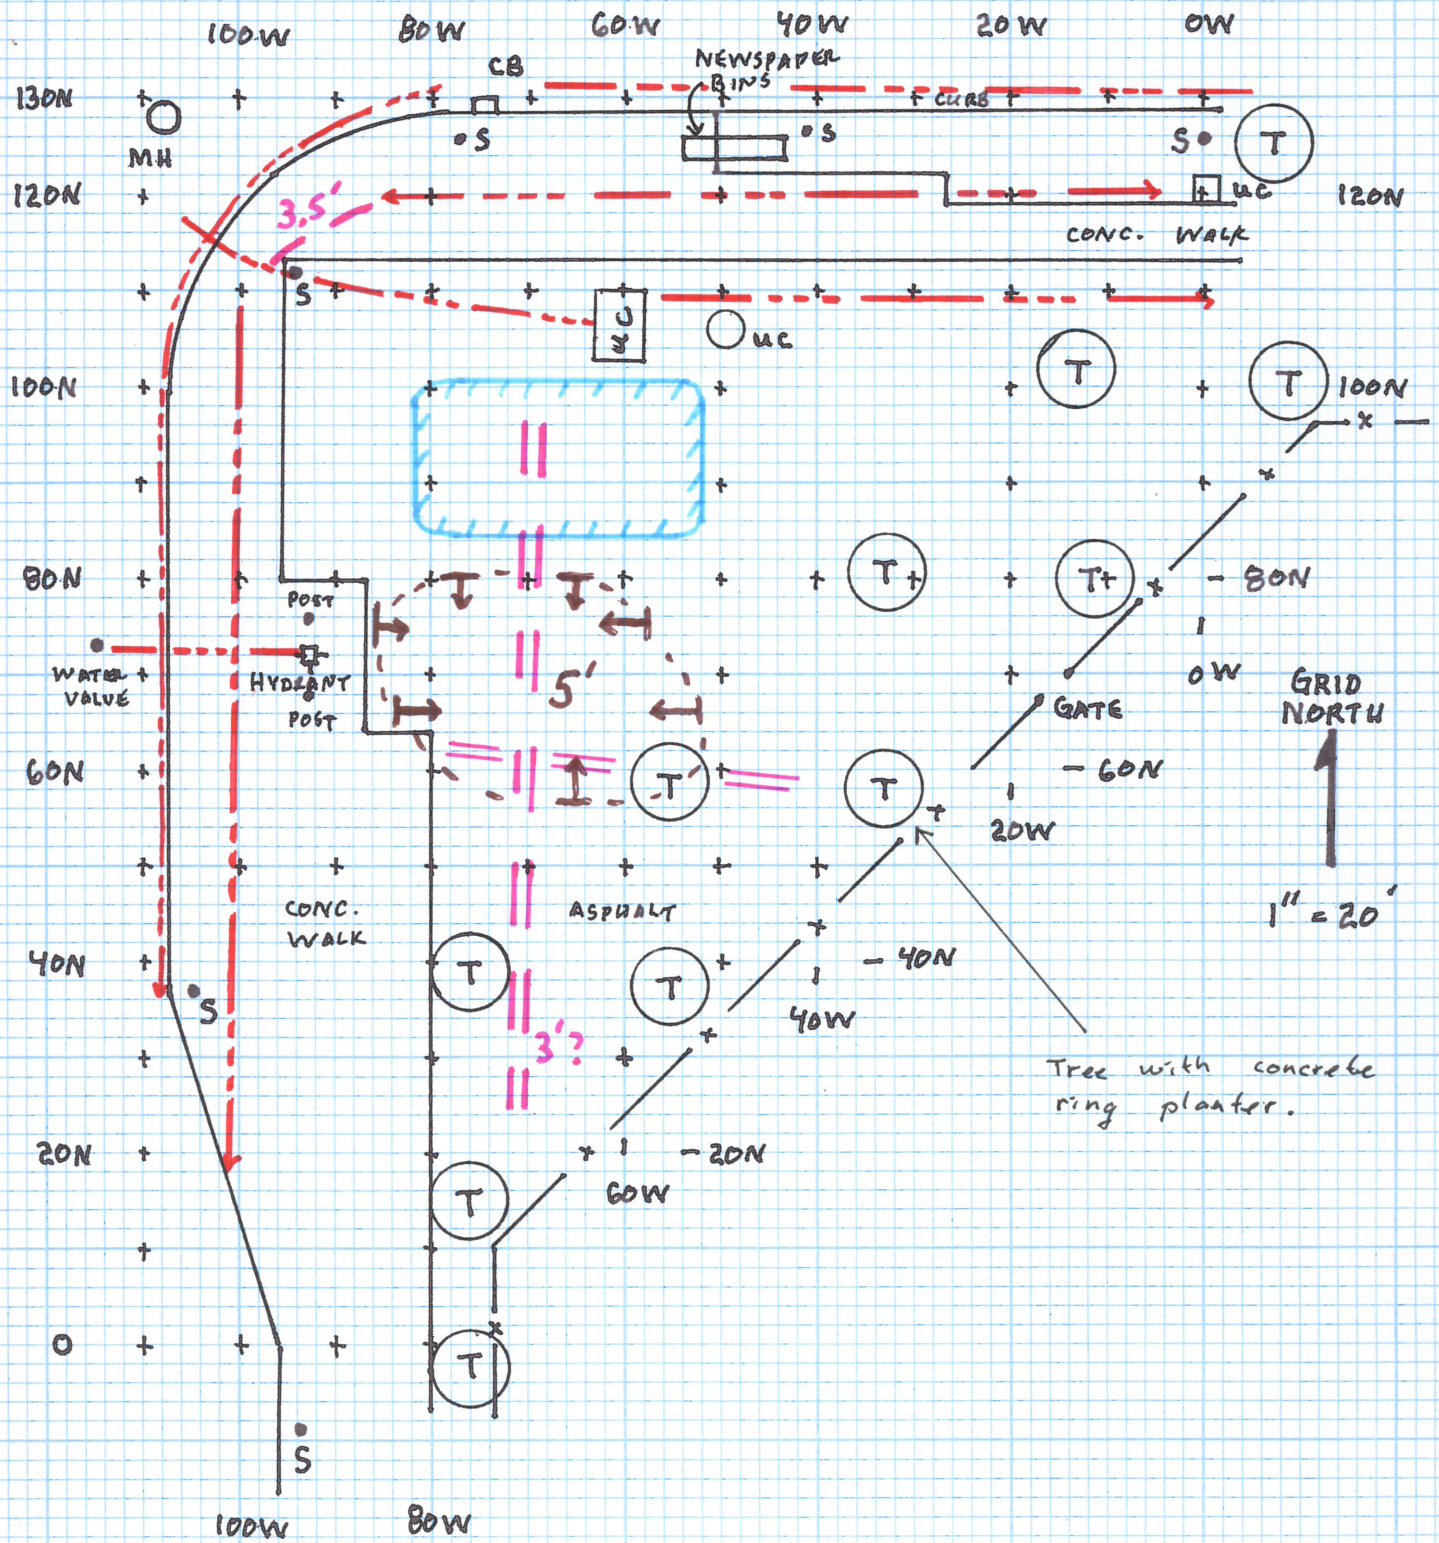 100W 80W 60W 40W 20W 0W
CB
NEWSPAPER
BINS
130N
CURB
MH
S
S
S
T
120N
3.5'
UC
120N
CONC. WALK
S
UC
UC
T
T
100N
100N
80N
T
T
80N
POST
WATER
VALVE
HYDRANT
POST
5'
0W
GRID
NORTH
GATE
60N
T
T
60N
20W
1" = 20'
CONC.
WALK
ASPHALT
40N
T
T
40N
S
40W
3'?
Tree with concrete
ring planter.
20N
20N
T
60W
0
T
S
100W 80W